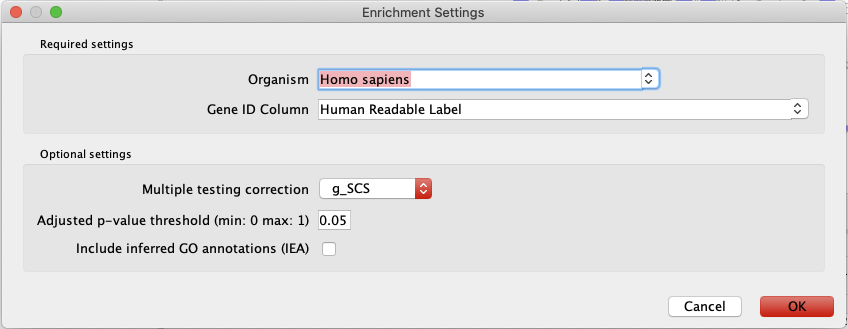 Enrichment Settings
Required settings
Organism Homo sapiens
Gene ID Column Human Readable Label
Optional settings
Multiple testing correction g_SCS
Adjusted p-value threshold (min: 0 max: 1) 0.05
Include inferred GO annotations (IEA)
Cancel OK